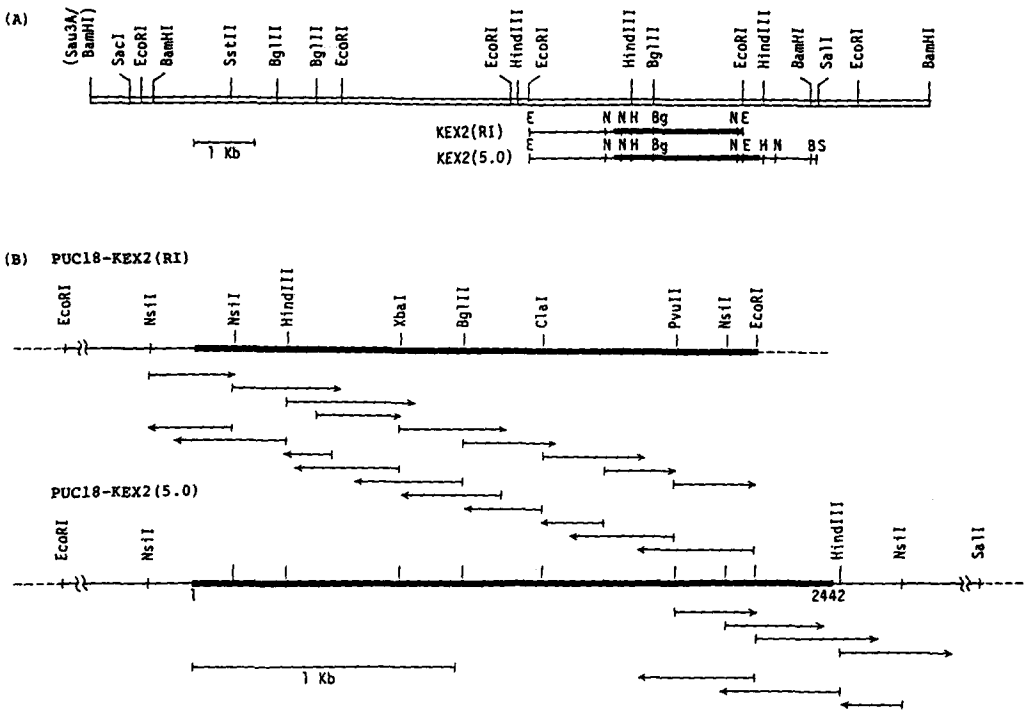 (A)
(Sau3A/
BamHI)
SacI
EcoRI
BamHI
SstII
BglII
BglII
EcoRI
EcoRI
HindIII
EcoRI
HindIII
BglII
EcoRI
HindIII
BamHI
SalI
EcoRI
BamHI
1 Kb
E N N H Bg N E
KEX2(RI)
E N N H Bg N E H N B S
KEX2(5.0)
(B) PUC18-KEX2(RI)
EcoRI
NsiI
NsiI
HindIII
XbaI
BglII
ClaI
PvuII
NsiI
EcoRI
PUC18-KEX2(5.0)
EcoRI
NsiI
HindIII
NsiI
SalI
1 2442
1 Kb